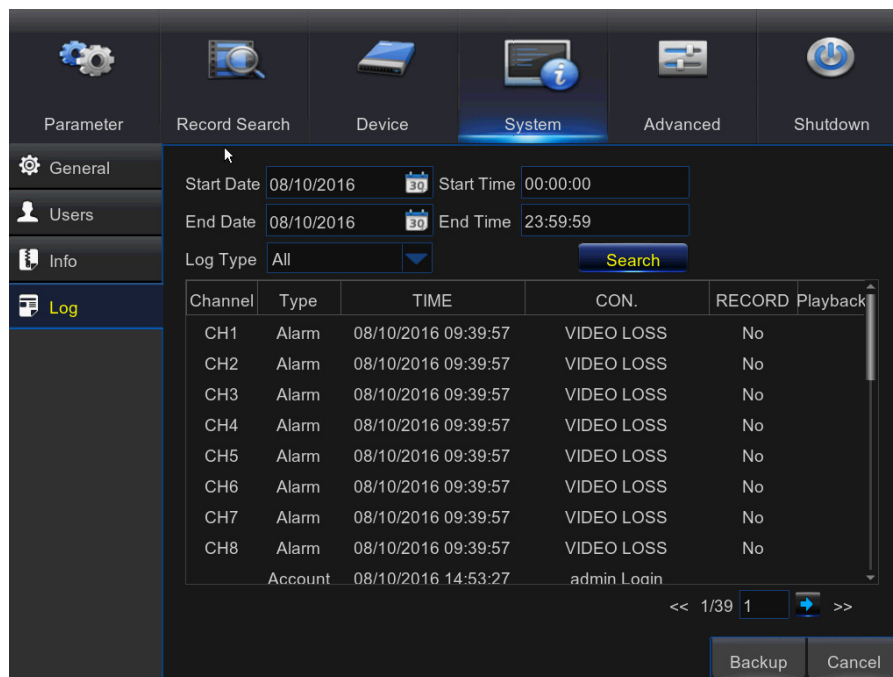 Parameter Record Search Device System Advanced Shutdown
General
Users
Info
Log
Start Date 08/10/2016 30 Start Time 00:00:00
End Date 08/10/2016 30 End Time 23:59:59
Log Type All Search
Channel Type TIME CON. RECORD Playback
CH1 Alarm 08/10/2016 09:39:57 VIDEO LOSS No
CH2 Alarm 08/10/2016 09:39:57 VIDEO LOSS No
CH3 Alarm 08/10/2016 09:39:57 VIDEO LOSS No
CH4 Alarm 08/10/2016 09:39:57 VIDEO LOSS No
CH5 Alarm 08/10/2016 09:39:57 VIDEO LOSS No
CH6 Alarm 08/10/2016 09:39:57 VIDEO LOSS No
CH7 Alarm 08/10/2016 09:39:57 VIDEO LOSS No
CH8 Alarm 08/10/2016 09:39:57 VIDEO LOSS No
Account 08/10/2016 14:53:27 admin Login
<< 1/39 1 >>
Backup Cancel